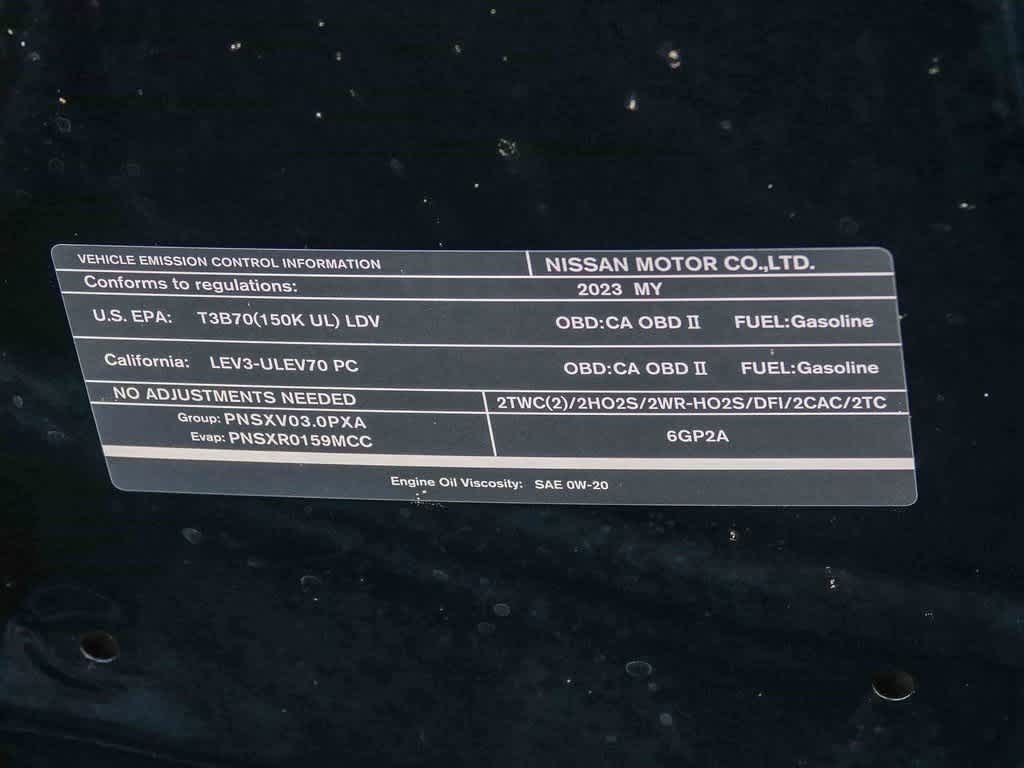 VEHICLE EMISSION CONTROL INFORMATION NISSAN MOTOR CO.,LTD.
Conforms to regulations: 2023 MY
U.S. EPA: T3B70(150K UL) LDV OBD:CA OBD II FUEL:Gasoline
California: LEV3-ULEV70 PC OBD:CA OBD II FUEL:Gasoline
NO ADJUSTMENTS NEEDED 2TWC(2)/2HO2S/2WR-HO2S/DFI/2CAC/2TC
Group: PNSXV03.0PXA
Evap: PNSXR0159MCC 6GP2A
Engine Oil Viscosity: SAE 0W-20